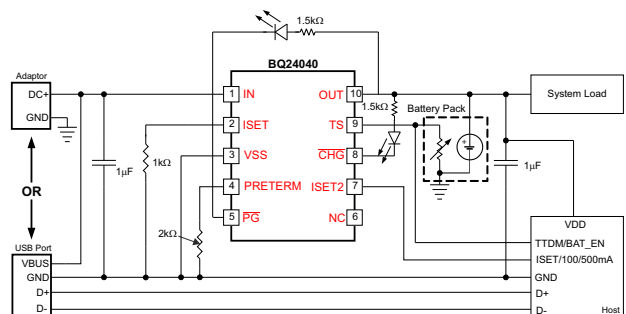 1.5kΩ
BQ24040
Adaptor
DC+
GND
OR
USB Port
VBUS
GND
D+
D-
1μF
1kΩ
2kΩ
1 IN
2 ISET
3 VSS
4 PRETERM
5 PG
OUT 10
TS 9
CHG 8
ISET2 7
NC 6
1.5kΩ
Battery Pack
+
1μF
System Load
VDD
TTDM/BAT_EN
ISET/100/500mA
GND
D+
D-
Host